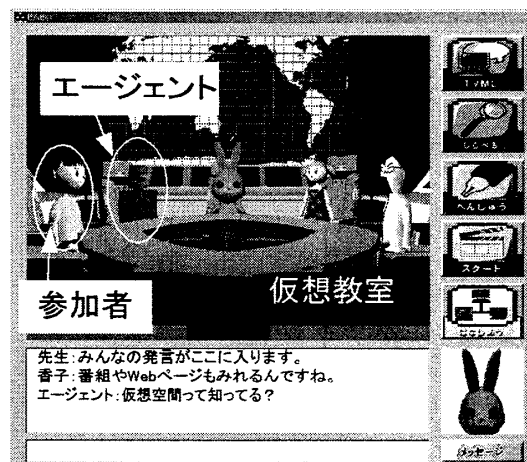 エージェント
参加者
仮想教室
先生:みんなの発言がここに入ります。
香子:番組やWebページもみれるんですね。
エージェント:仮想空間って知ってる？
TVML
しらべる
へんしゅう
スタート
メッセージ